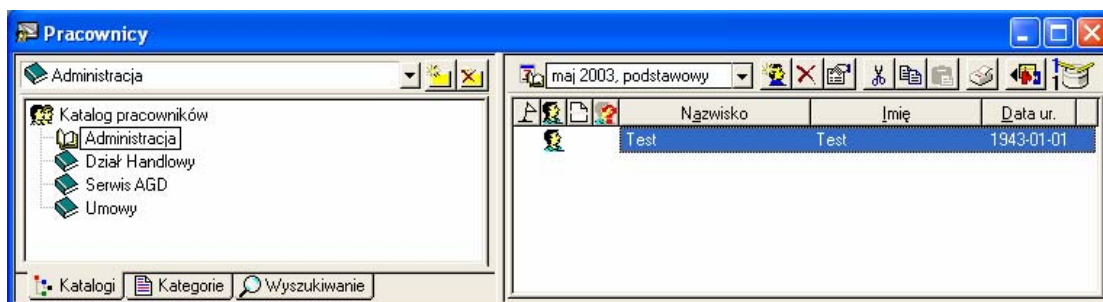 Pracownicy
Administracja
maj 2003, podstawowy
Katalog pracowników
Administracja
Dział Handlowy
Serwis AGD
Umowy
Nazwisko Imię Data ur.
Test Test 1943-01-01
Katalogi Kategorie Wyszukiwanie